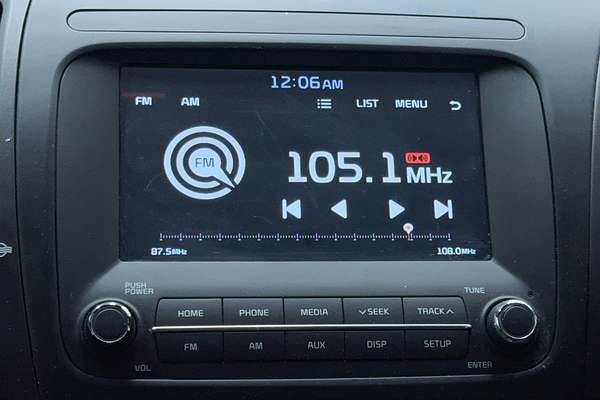 12:06AM
FM AM LIST MENU
FM
105.1 MHz
87.5MHz 108.0MHz
PUSH
POWER
TUNE
HOME PHONE MEDIA SEEK TRACK
FM AM AUX DISP SETUP
VOL ENTER